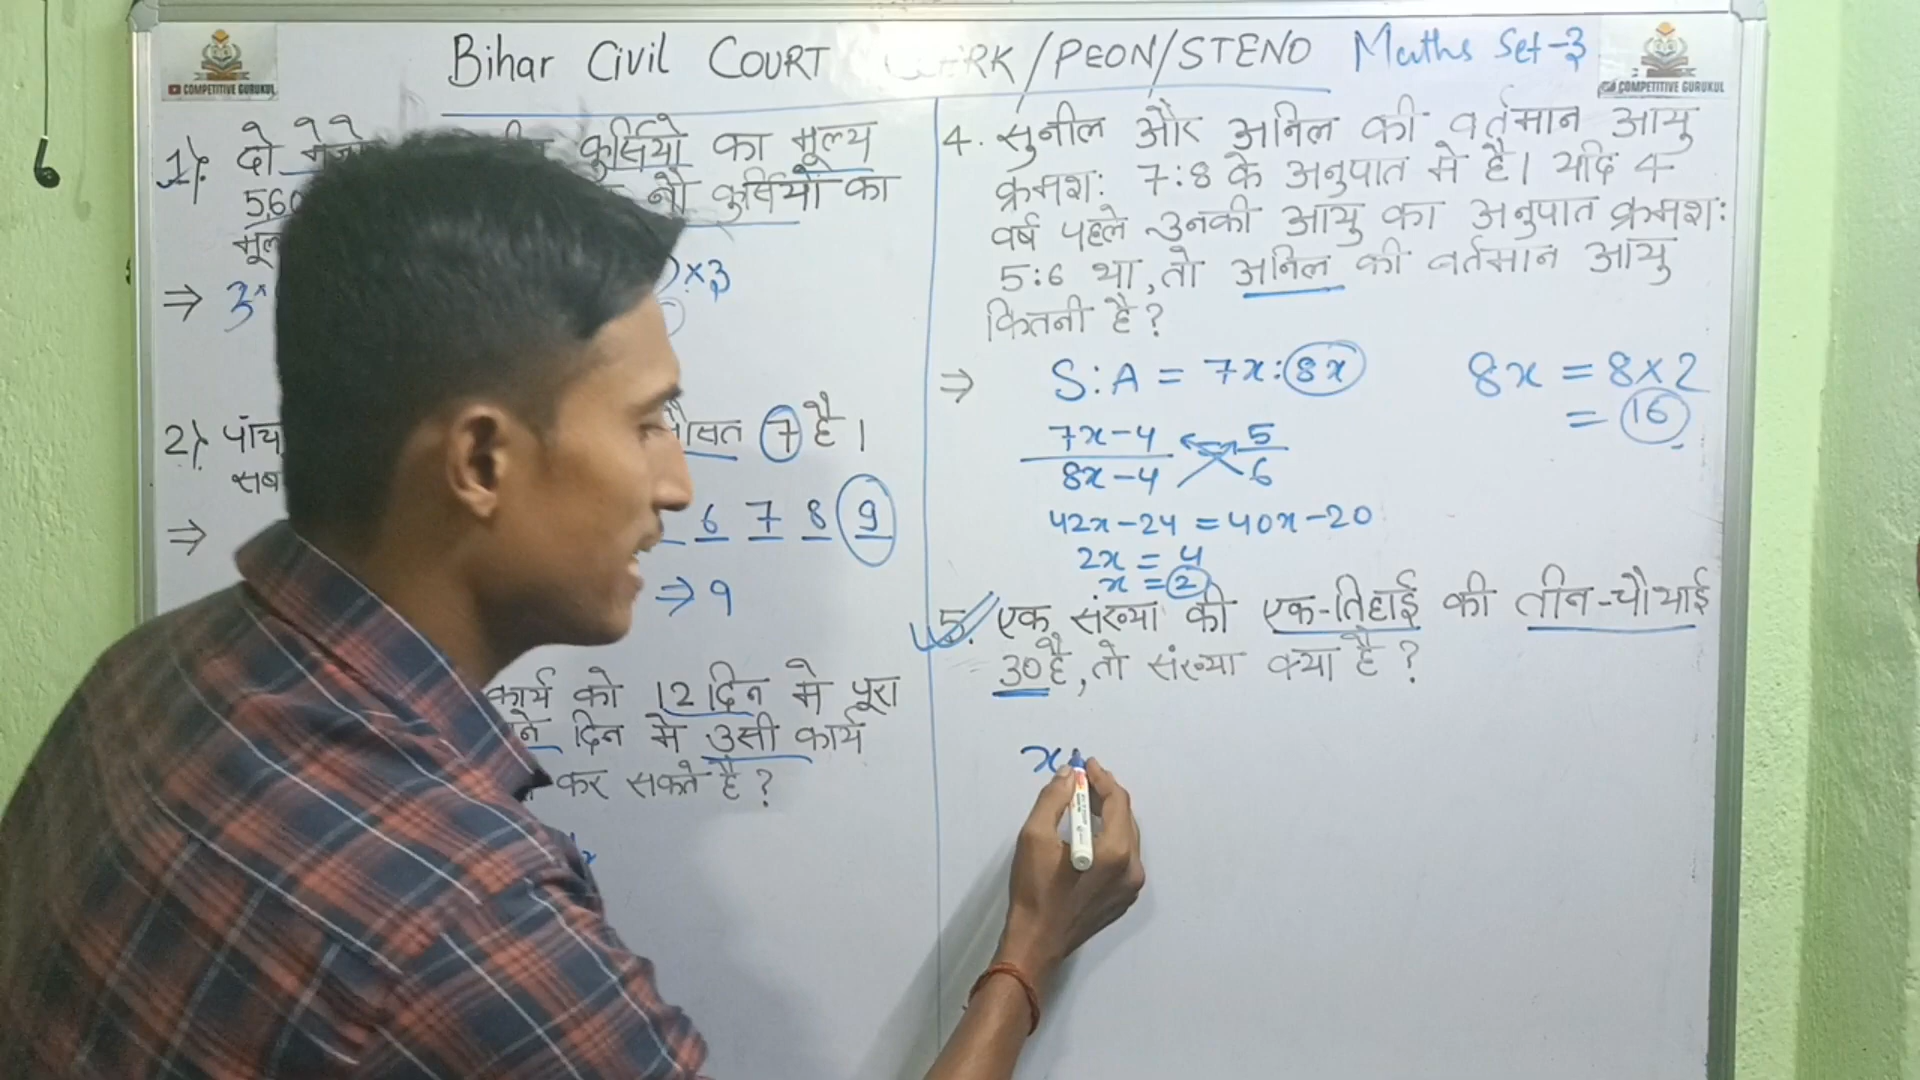 Bihar Civil COURT CLERK/PEON/STENO Maths Set-3
COMPETITIVE GURUKUL
COMPETITIVE GURUKUL
1). दो मेजो कुर्सियो का मूल्य
5,60 नौ कुर्सियों का
⇒ 3× )×3
2). पाँच औसत 7 है।
सब
⇒ 6 7 8 9
⇒ 9
कार्य को 12 दिन मे पूरा
दिन मे उसी कार्य
कर सकते है ?
4. सुनील और अनिल की वर्तमान आयु
क्रमश: 7:8 के अनुपात मे है। यदि 4
वर्ष पहले उनकी आयु का अनुपात क्रमश:
5:6 था, तो अनिल की वर्तमान आयु
कितनी है ?
⇒ S:A = 7x:8x
7x-4 5
8x-4 6
42x-24 = 40x-20
2x = 4
x = 2
8x = 8×2
= 16
5. एक संख्या की एक-तिहाई की तीन-चौथाई
30 है, तो संख्या क्या है ?
x